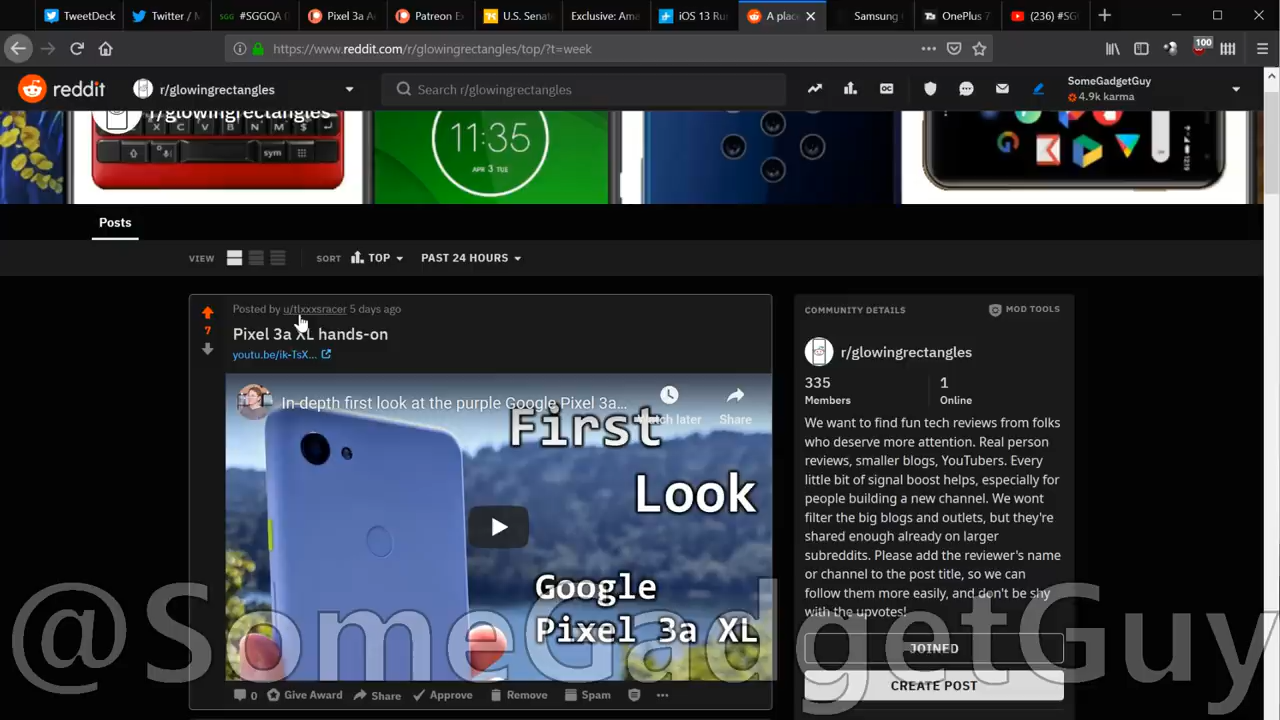 TweetDeck
Twitter / M
SGG
#SGGQA
Pixel 3a A
Patreon E
U.S. Senat
Exclusive: Ama
iOS 13 Ru
A place
Samsung
OnePlus 7
(236) #SG
https://www.reddit.com/r/glowingrectangles/top/?t=week
100
reddit
r/glowingrectangles
Search r/glowingrectangles
SomeGadgetGuy
4.9k karma
r/glowingrectangles
11:35
APR 3 TUE
sym
Posts
VIEW
SORT
TOP
PAST 24 HOURS
Posted by u/tlxxxsracer 5 days ago
7
Pixel 3a XL hands-on
youtu.be/ik-TsX...
In-depth first look at the purple Google Pixel 3a...
Watch later
Share
First
Look
Google
Pixel 3a XL
0
Give Award
Share
Approve
Remove
Spam
COMMUNITY DETAILS
MOD TOOLS
r/glowingrectangles
335
Members
1
Online
We want to find fun tech reviews from folks
who deserve more attention. Real person
reviews, smaller blogs, YouTubers. Every
little bit of signal boost helps, especially for
people building a new channel. We wont
filter the big blogs and outlets, but they're
shared enough already on larger
subreddits. Please add the reviewer's name
or channel to the post title, so we can
follow them more easily, and don't be shy
with the upvotes!
JOINED
CREATE POST
@SomeGadgetGuy